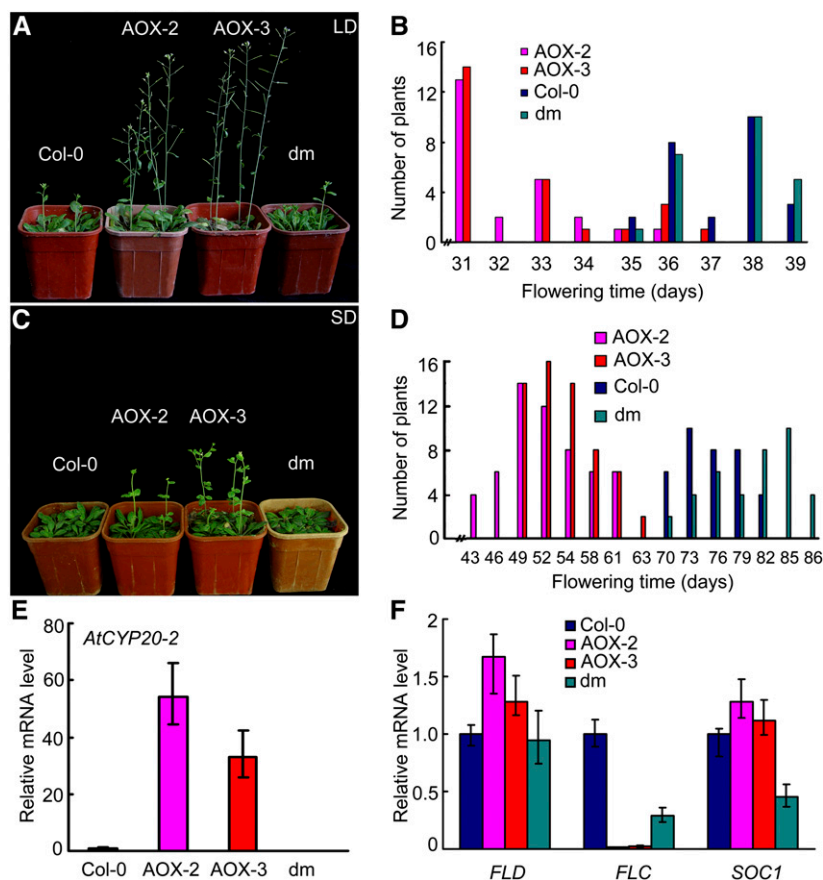 A
LD
AOX-2
AOX-3
Col-0
dm
B
Number of plants
16
12
8
4
0
AOX-2
AOX-3
Col-0
dm
31 32 33 34 35 36 37 38 39
Flowering time (days)
C
SD
AOX-2
AOX-3
Col-0
dm
D
Number of plants
16
12
8
4
0
AOX-2
AOX-3
Col-0
dm
43 46 49 52 54 58 61 63 70 73 76 79 82 85 86
Flowering time (days)
E
AtCYP20-2
Relative mRNA level
80
60
40
20
0
Col-0 AOX-2 AOX-3 dm
F
Relative mRNA level
2
1.5
1.0
0.5
0
Col-0
AOX-2
AOX-3
dm
FLD FLC SOC1